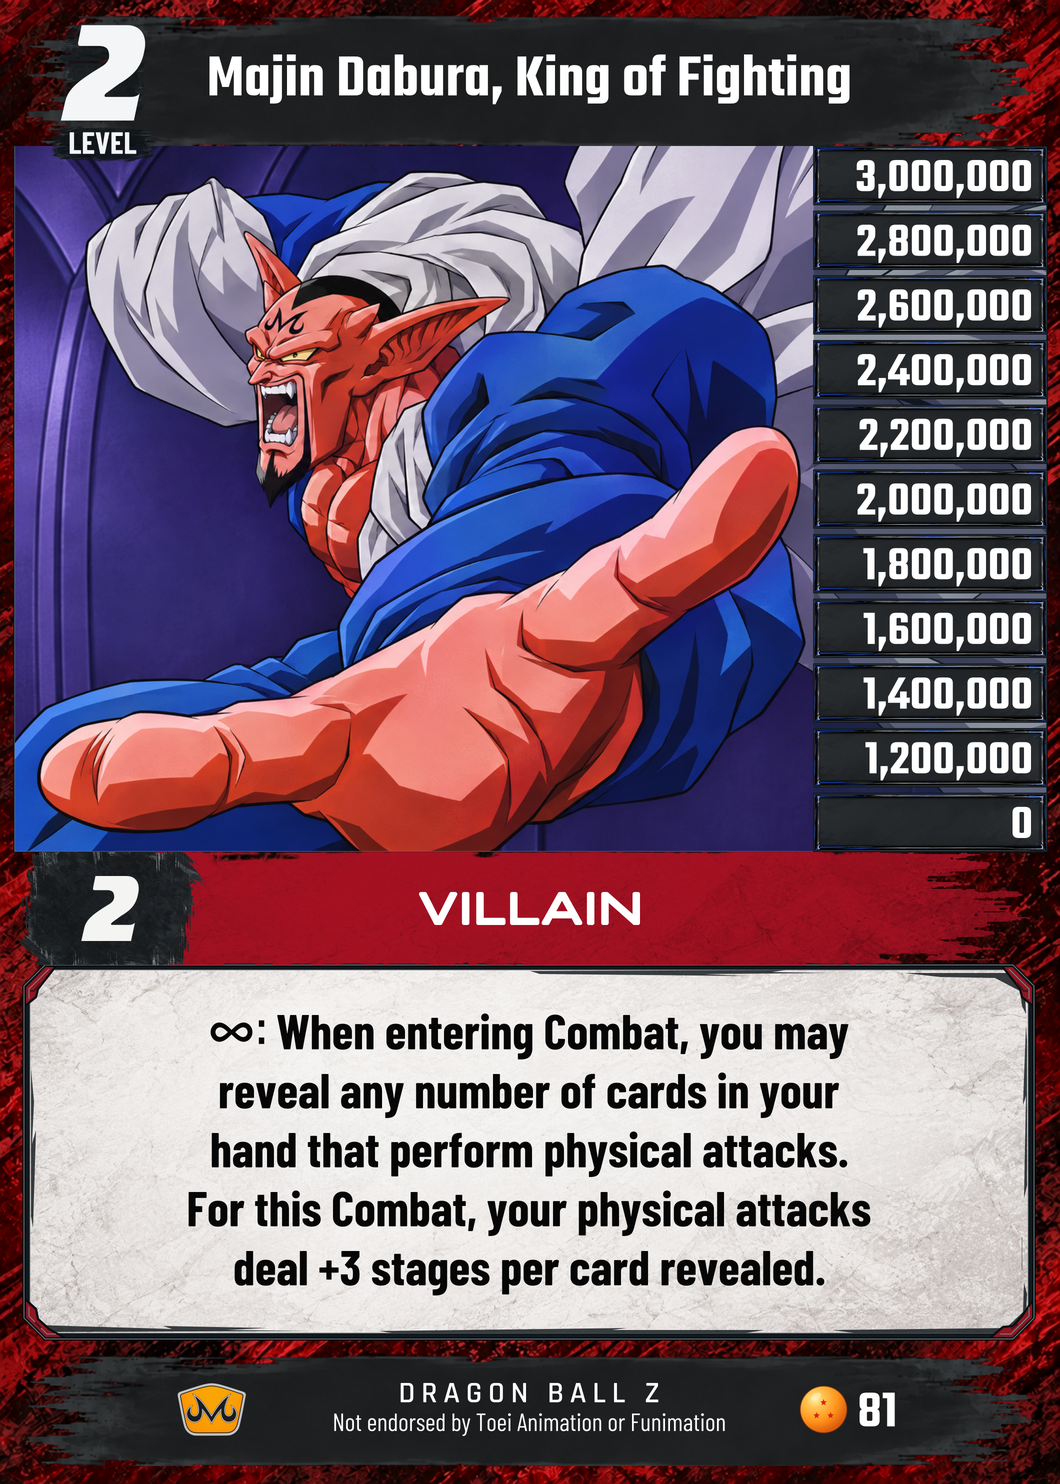 2
LEVEL
Majin Dabura, King of Fighting
3,000,000
2,800,000
2,600,000
2,400,000
2,200,000
2,000,000
1,800,000
1,600,000
1,400,000
1,200,000
0
2
VILLAIN
∞: When entering Combat, you may
reveal any number of cards in your
hand that perform physical attacks.
For this Combat, your physical attacks
deal +3 stages per card revealed.
DRAGON BALL Z
Not endorsed by Toei Animation or Funimation
81